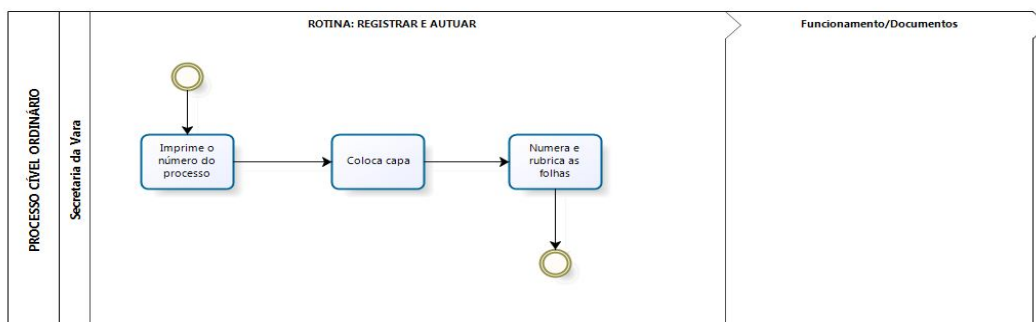 ROTINA: REGISTRAR E AUTUAR
Funcionamento/Documentos
PROCESSO CÍVEL ORDINÁRIO
Secretaria da Vara
Imprime o
número do
processo
Coloca capa
Numera e
rubrica as
folhas